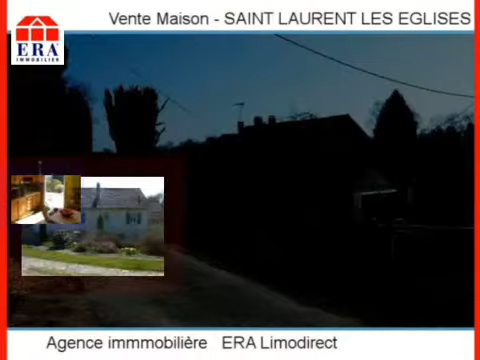 Vente Maison - SAINT LAURENT LES EGLISES
ERA
IMMOBILIER
Agence immmobilière ERA Limodirect